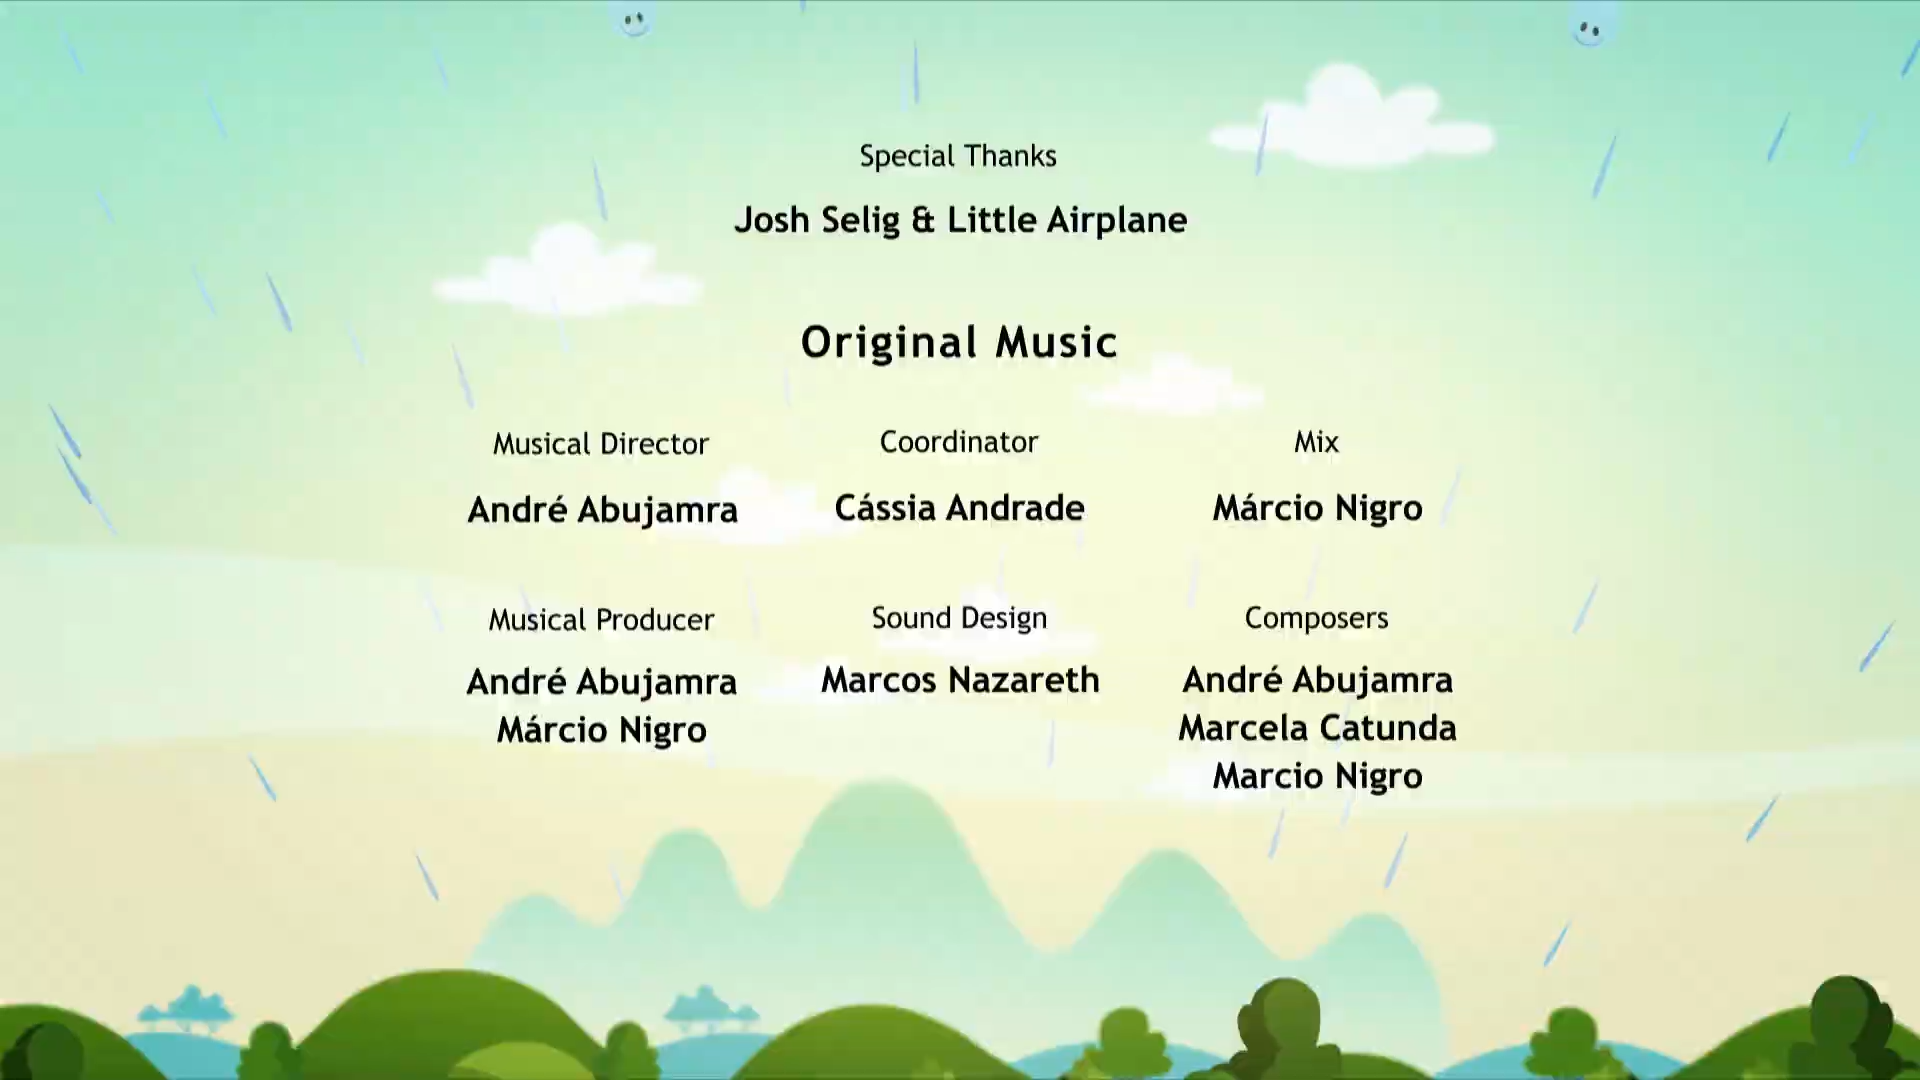 Special Thanks
Josh Selig & Little Airplane
Original Music
Musical Director
André Abujamra
Coordinator
Cássia Andrade
Mix
Márcio Nigro
Musical Producer
André Abujamra
Márcio Nigro
Sound Design
Marcos Nazareth
Composers
André Abujamra
Marcela Catunda
Marcio Nigro